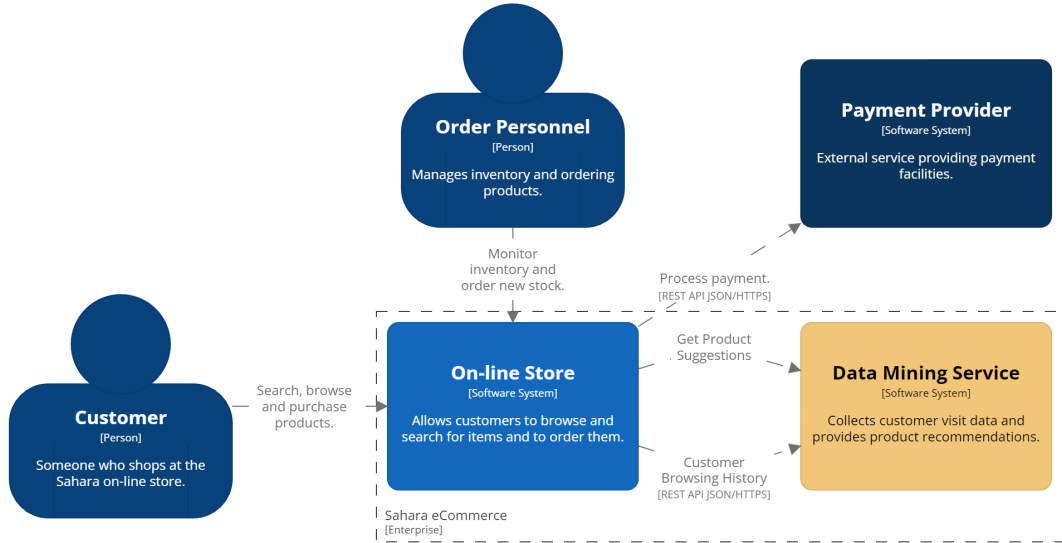 Order Personnel
[Person]
Manages inventory and ordering
products.
Payment Provider
[Software System]
External service providing payment
facilities.
Monitor
inventory and
order new stock.
Process payment.
[REST API JSON/HTTPS]
Customer
[Person]
Someone who shops at the
Sahara on-line store.
Search, browse
and purchase
products.
On-line Store
[Software System]
Allows customers to browse and
search for items and to order them.
Get Product
Suggestions
Customer
Browsing History
[REST API JSON/HTTPS]
Data Mining Service
[Software System]
Collects customer visit data and
provides product recommendations.
Sahara eCommerce
[Enterprise]